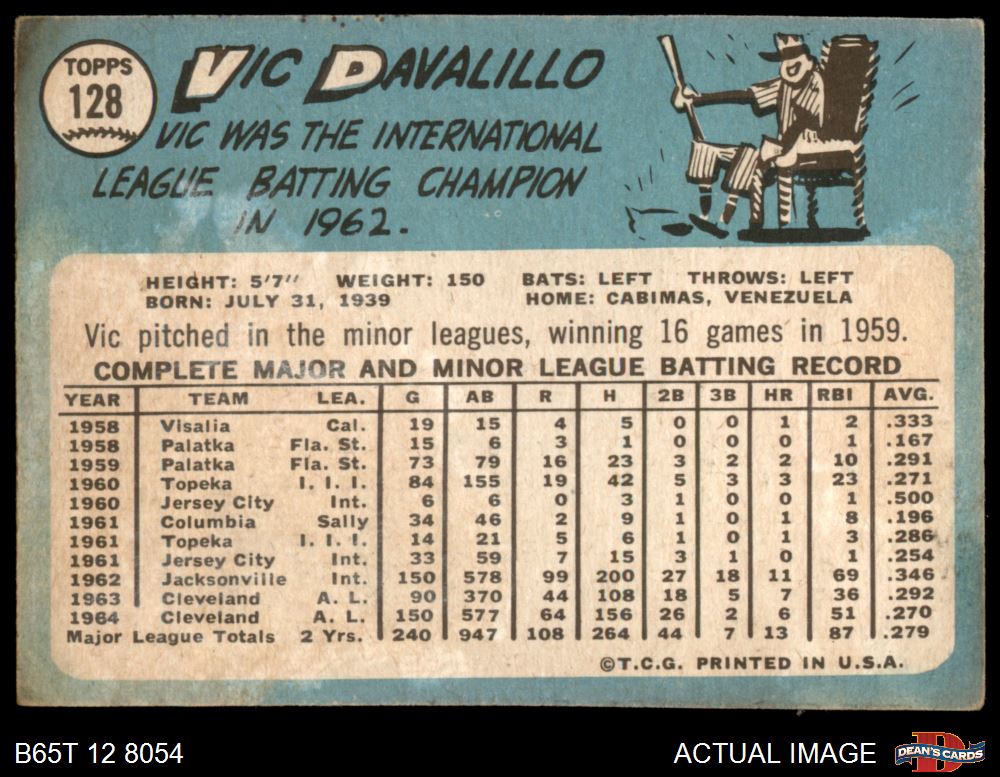 TOPPS
128
VIC DAVALILLO
VIC WAS THE INTERNATIONAL
LEAGUE BATTING CHAMPION
IN 1962.
HEIGHT: 5'7" WEIGHT: 150 BATS: LEFT THROWS: LEFT
BORN: JULY 31, 1939 HOME: CABIMAS, VENEZUELA
Vic pitched in the minor leagues, winning 16 games in 1959.
COMPLETE MAJOR AND MINOR LEAGUE BATTING RECORD
YEAR TEAM LEA. G AB R H 2B 3B HR RBI AVG.
1958 Visalia Cal. 19 15 4 5 0 0 1 2 .333
1958 Palatka Fla. St. 15 6 3 1 0 0 0 1 .167
1959 Palatka Fla. St. 73 79 16 23 3 2 2 10 .291
1960 Topeka I. I. I. 84 155 19 42 5 3 3 23 .271
1960 Jersey City Int. 6 6 0 3 1 0 0 1 .500
1961 Columbia Sally 34 46 2 9 1 0 1 8 .196
1961 Topeka I. I. I. 14 21 5 6 1 0 1 3 .286
1961 Jersey City Int. 33 59 7 15 3 1 0 1 .254
1962 Jacksonville Int. 150 578 99 200 27 18 11 69 .346
1963 Cleveland A. L. 90 370 44 108 18 5 7 36 .292
1964 Cleveland A. L. 150 577 64 156 26 2 6 51 .270
Major League Totals 2 Yrs. 240 947 108 264 44 7 13 87 .279
©T.C.G. PRINTED IN U.S.A.
B65T 12 8054 ACTUAL IMAGE
DEAN'S CARDS